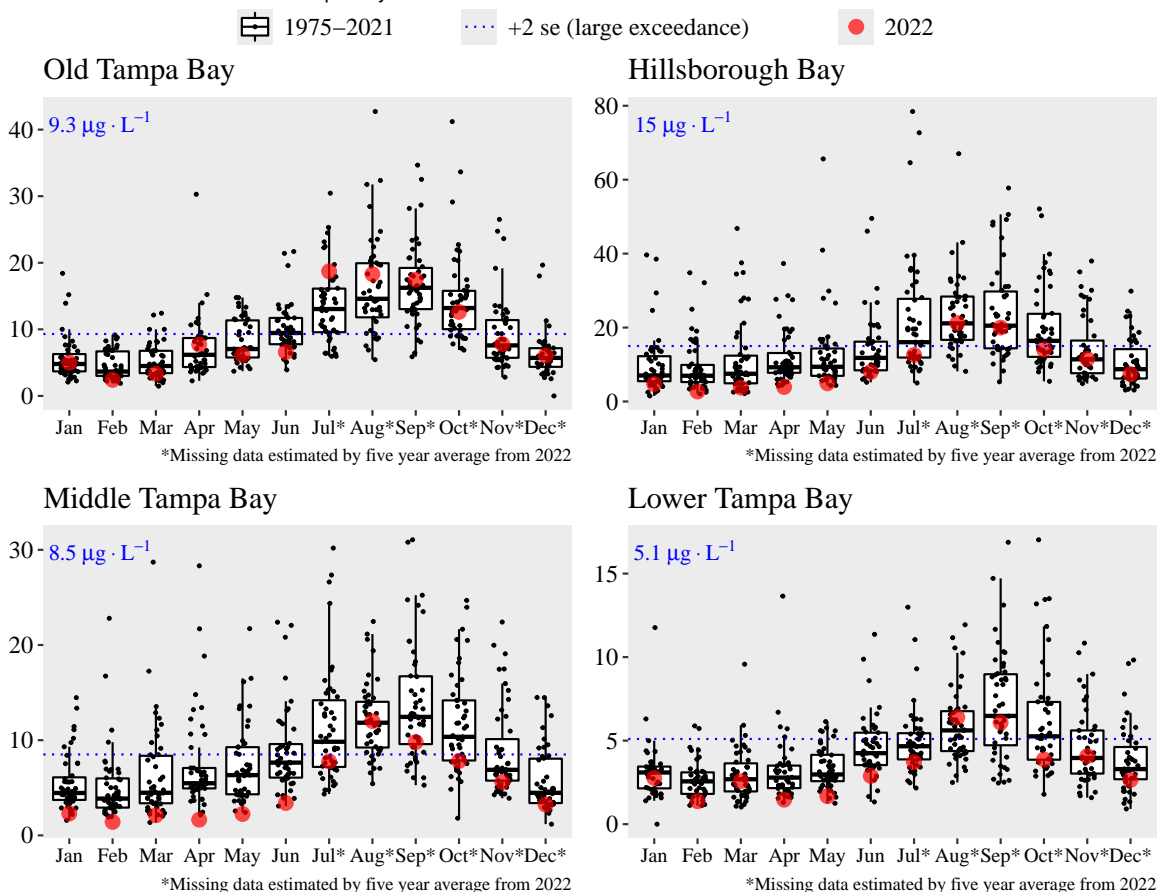 1975–2021
+2 se (large exceedance)
2022
Old Tampa Bay
9.3 μg · L⁻¹
40
30
20
10
0
Jan Feb Mar Apr May Jun Jul* Aug* Sep* Oct* Nov* Dec*
*Missing data estimated by five year average from 2022
Hillsborough Bay
15 μg · L⁻¹
80
60
40
20
0
Jan Feb Mar Apr May Jun Jul* Aug* Sep* Oct* Nov* Dec*
*Missing data estimated by five year average from 2022
Middle Tampa Bay
8.5 μg · L⁻¹
30
20
10
0
Jan Feb Mar Apr May Jun Jul* Aug* Sep* Oct* Nov* Dec*
*Missing data estimated by five year average from 2022
Lower Tampa Bay
5.1 μg · L⁻¹
15
10
5
0
Jan Feb Mar Apr May Jun Jul* Aug* Sep* Oct* Nov* Dec*
*Missing data estimated by five year average from 2022